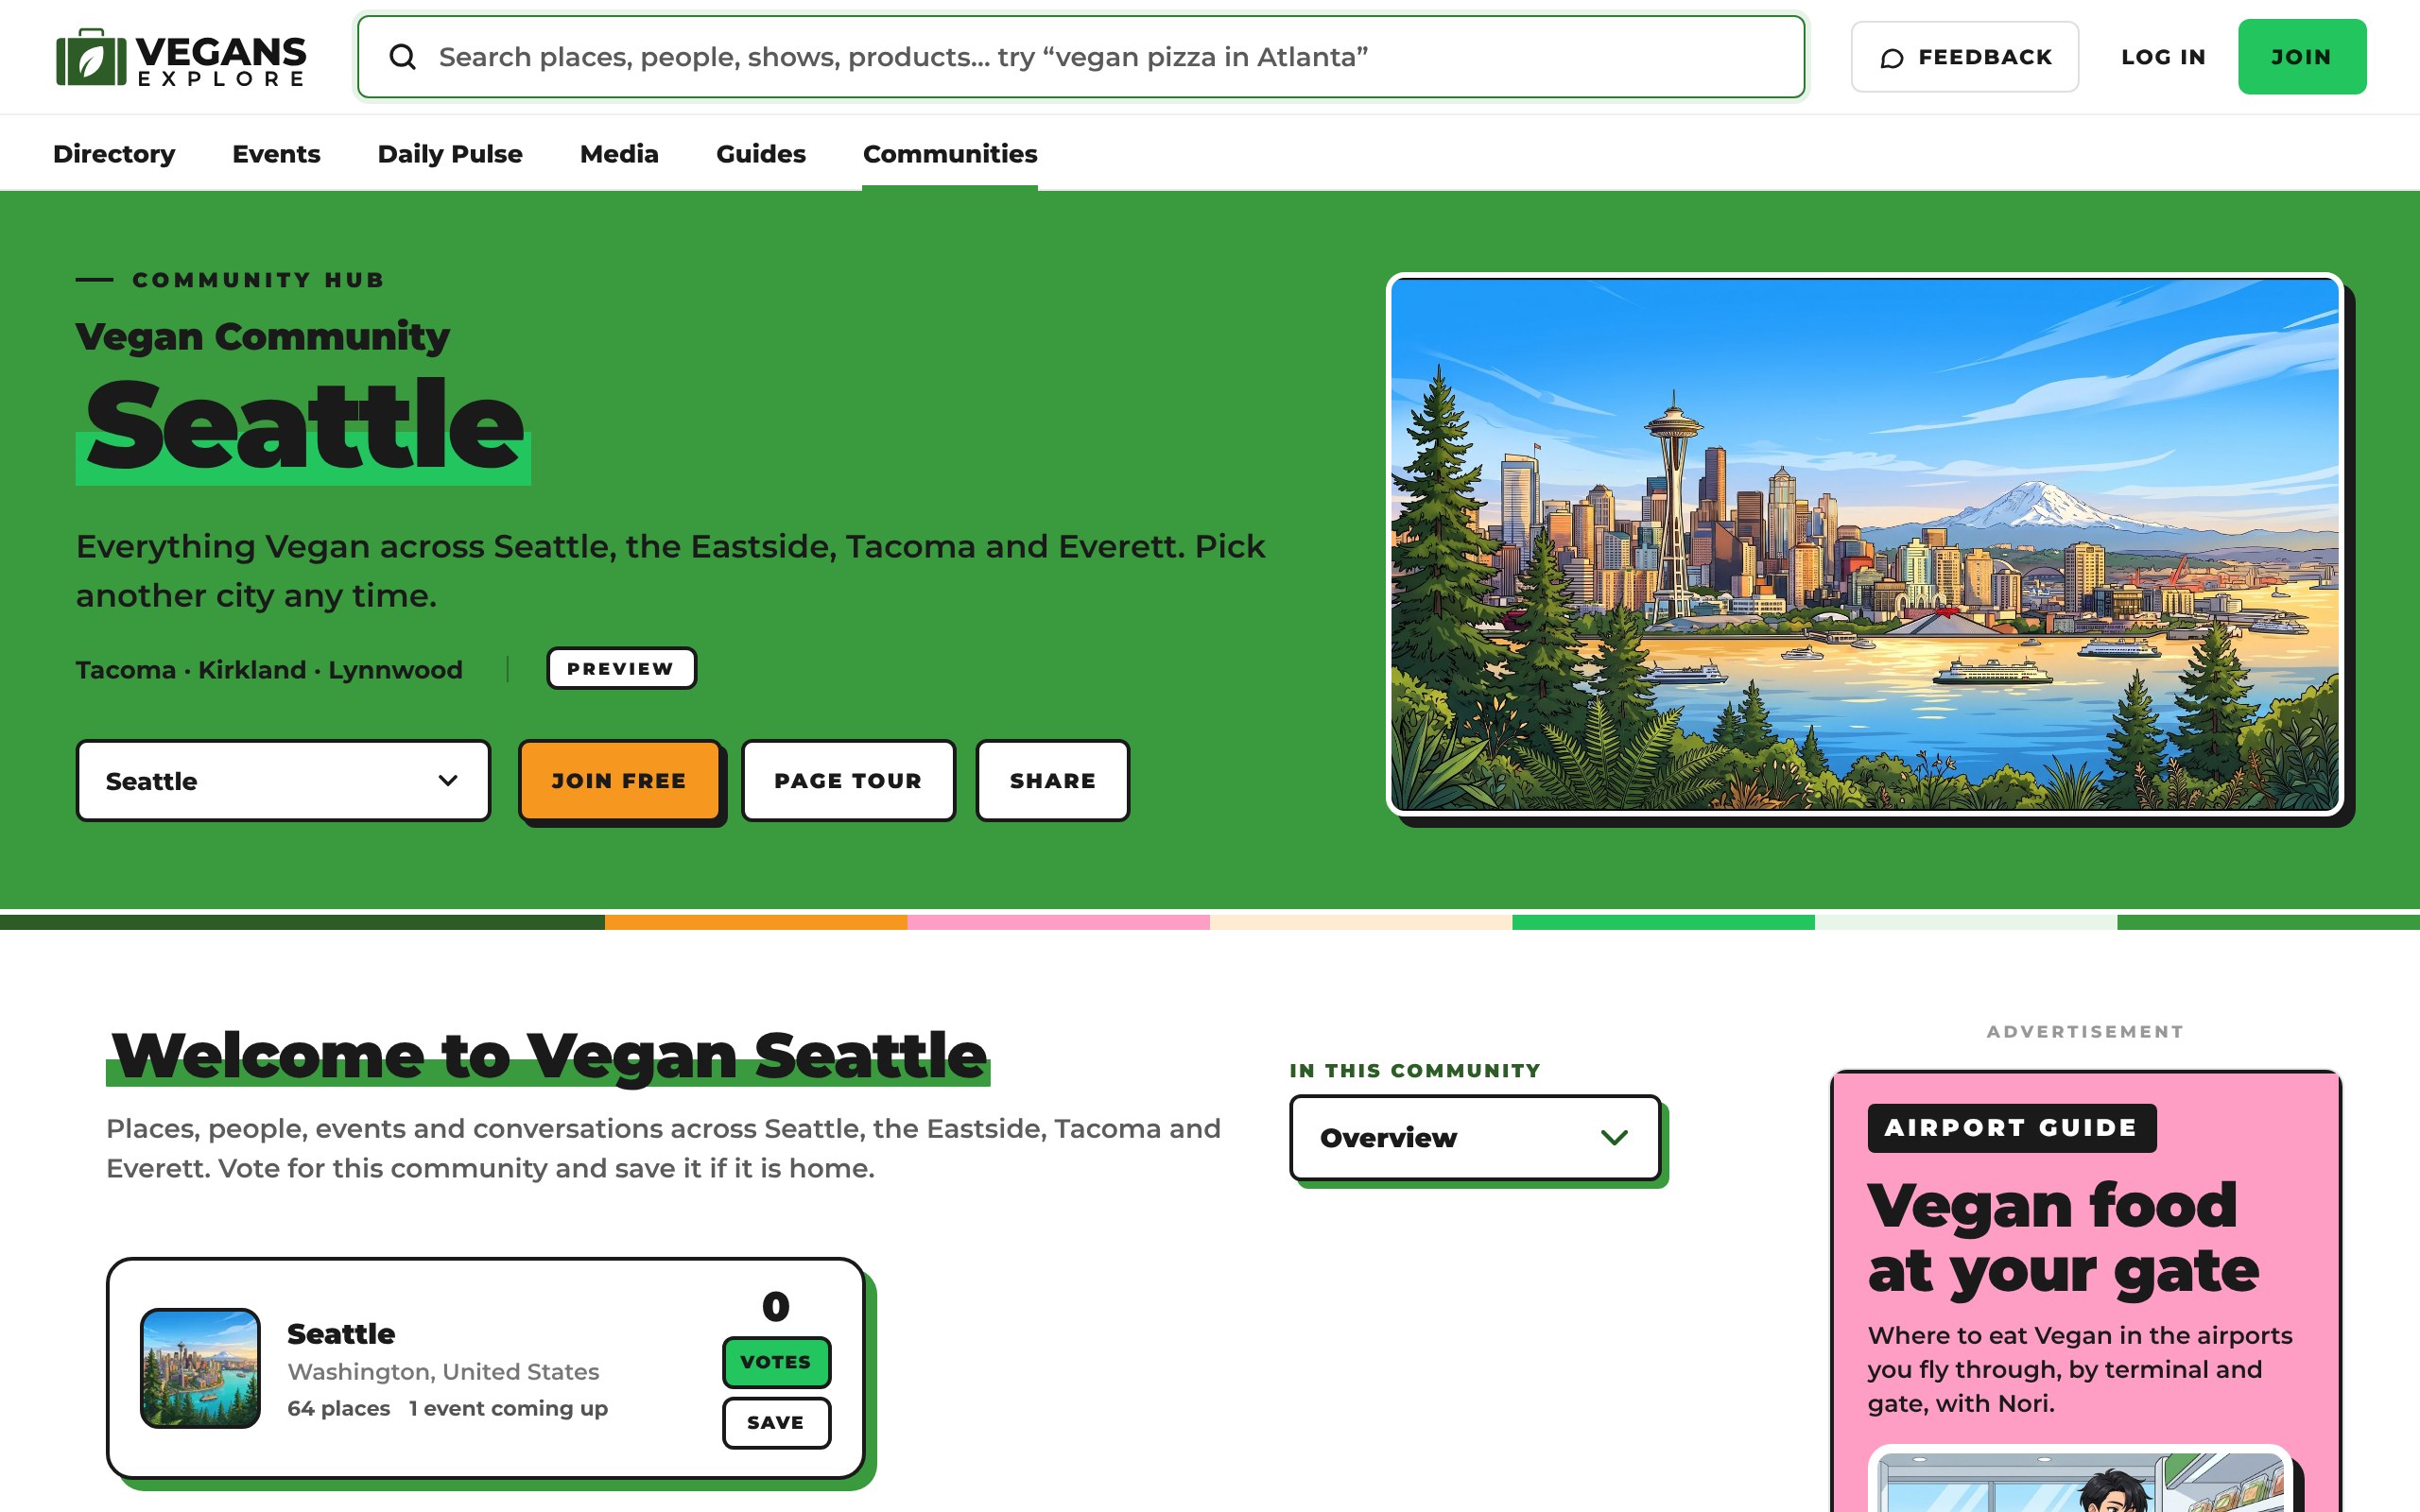 VEGANS
EXPLORE
Search places, people, shows, products... try “vegan pizza in Atlanta”
FEEDBACK
LOG IN
JOIN
Directory
Events
Daily Pulse
Media
Guides
Communities
COMMUNITY HUB
Vegan Community
Seattle
Everything Vegan across Seattle, the Eastside, Tacoma and Everett. Pick
another city any time.
Tacoma · Kirkland · Lynnwood
PREVIEW
Seattle
JOIN FREE
PAGE TOUR
SHARE
Welcome to Vegan Seattle
Places, people, events and conversations across Seattle, the Eastside, Tacoma and
Everett. Vote for this community and save it if it is home.
IN THIS COMMUNITY
Overview
Seattle
Washington, United States
64 places 1 event coming up
0
VOTES
SAVE
ADVERTISEMENT
AIRPORT GUIDE
Vegan food
at your gate
Where to eat Vegan in the airports
you fly through, by terminal and
gate, with Nori.